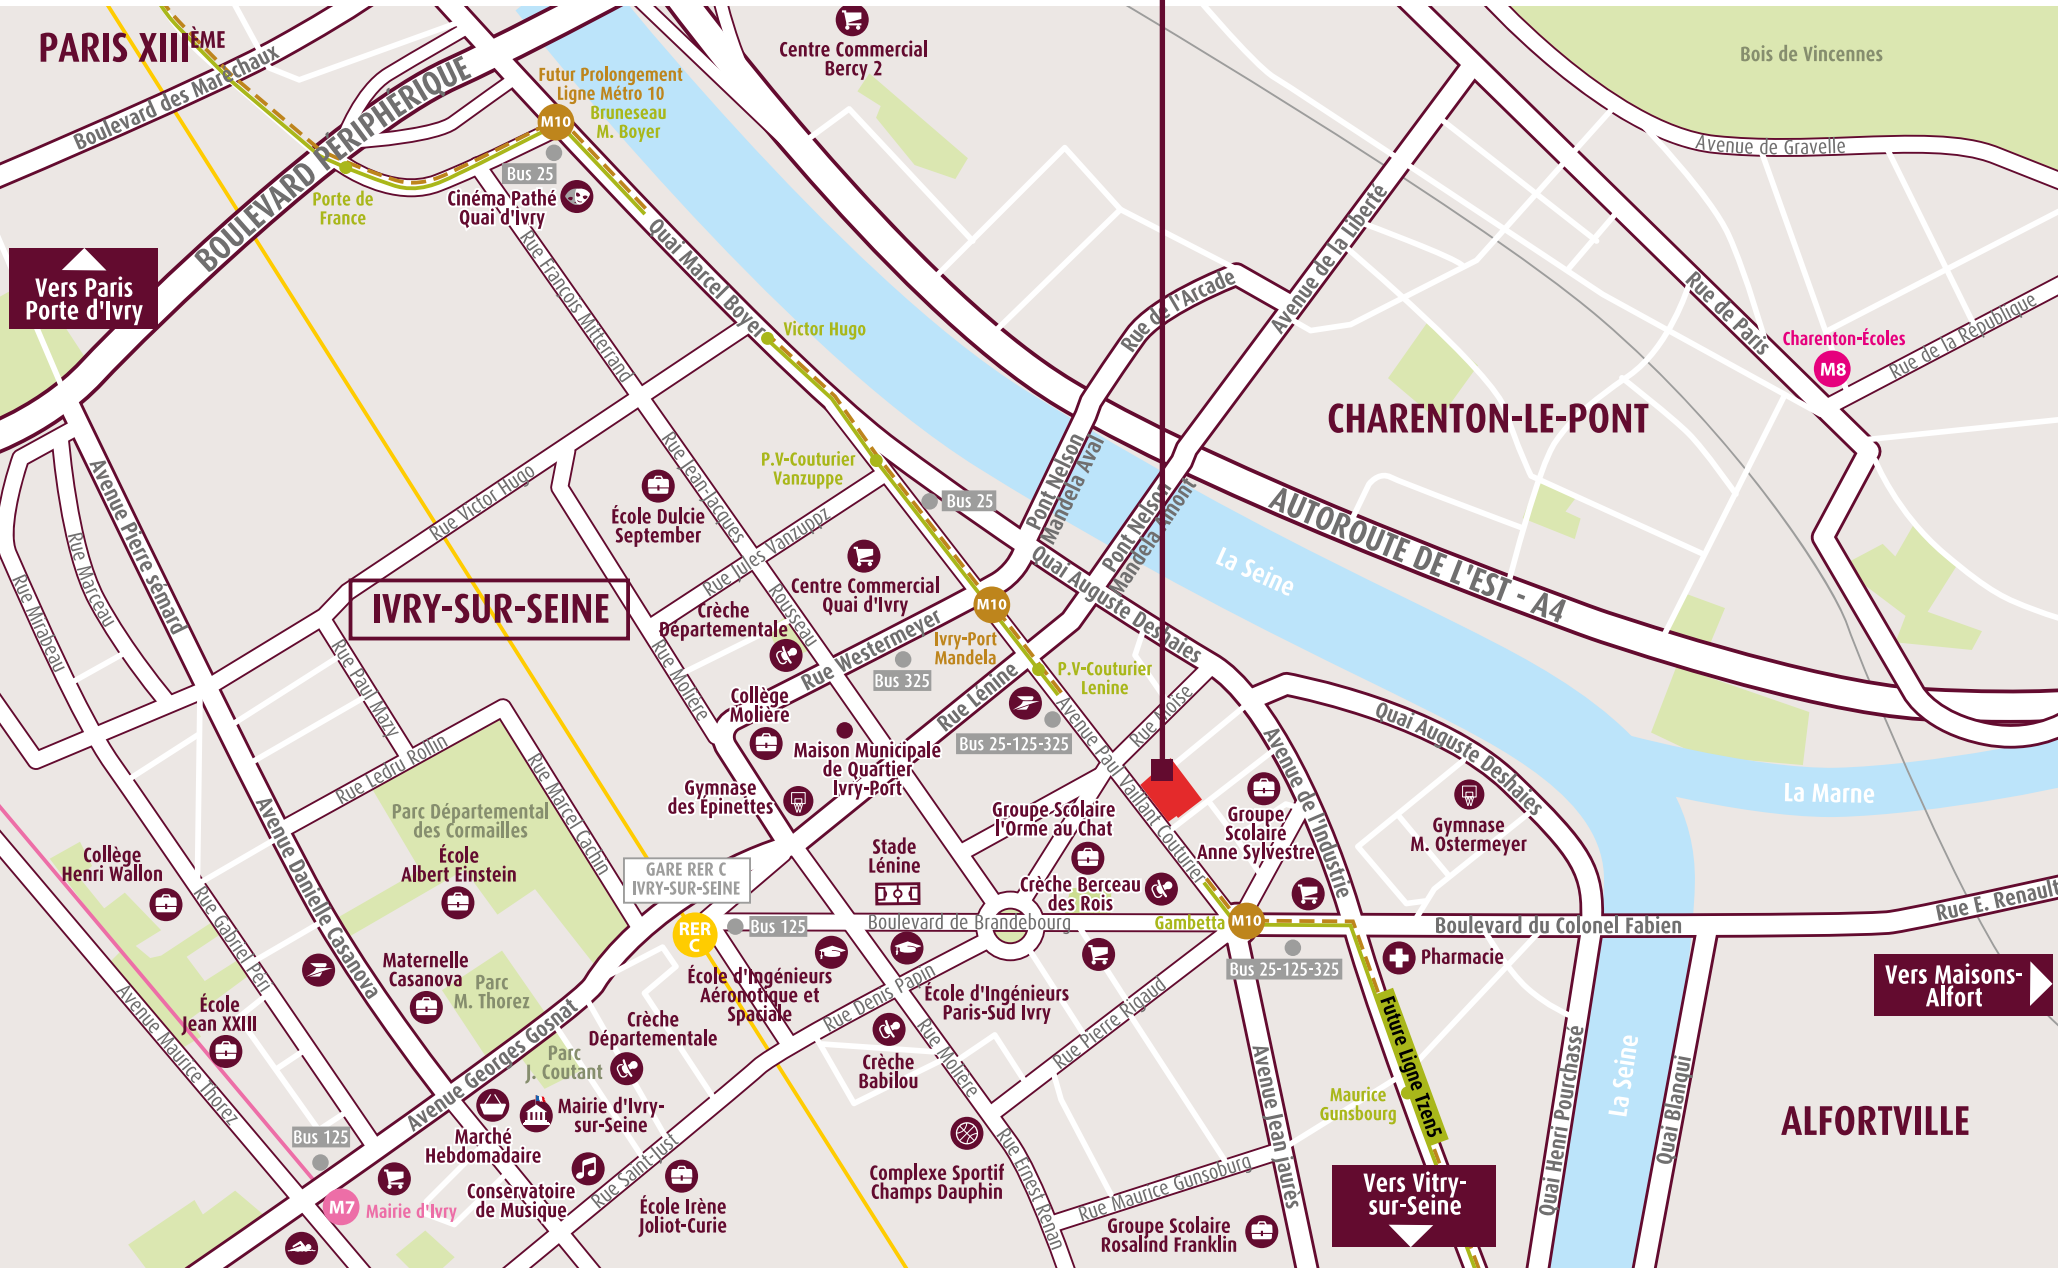 PARIS XIIIÈME
Boulevard des Maréchaux
BOULEVARD PÉRIPHÉRIQUE
Centre Commercial
Bercy 2
Bois de Vincennes
Avenue de Gravelle
Futur Prolongement
Ligne Métro 10
Bruneseau
M. Boyer
M10
Bus 25
Cinéma Pathé
Quai d'Ivry
Porte de
France
Vers Paris
Porte d'Ivry
Rue François Mitterrand
Quai Marcel Boyer
Victor Hugo
Rue de l'Arcade
Avenue de la Liberté
Rue de Paris
Charenton-Écoles
M8
Rue de la République
CHARENTON-LE-PONT
Avenue Pierre sémard
Rue Victor Hugo
Rue Jean-Jacques
Rousseau
P.V-Couturier
Vanzuppe
Bus 25
Pont Nelson
Mandela Aval
Pont Nelson
Mandela Amont
AUTOROUTE DE L'EST - A4
La Seine
École Dulcie
September
Rue Jules Vanzuppz
Centre Commercial
Quai d'Ivry
Quai Auguste Deshaies
Rue Marceau
Rue Mirabeau
IVRY-SUR-SEINE
Crèche
Départementale
M10
Ivry-Port
Mandela
Rue Westermeyer
Bus 325
Rue Paul Mazy
Rue Molière
Rue Lénine
P.V-Couturier
Lenine
Collège
Molière
Bus 25-125-325
Avenue Paul Vaillant Couturier
Rue Moïse
Avenue de l'Industrie
Quai Auguste Deshaies
La Marne
Maison Municipale
de Quartier
Ivry-Port
Rue Ledru Rollin
Rue Marcel Cachin
Gymnase
des Épinettes
Parc Départemental
des Cormailles
École
Albert Einstein
Groupe Scolaire
l'Orme au Chat
Groupe
Scolaire
Anne Sylvestre
Gymnase
M. Ostermeyer
Collège
Henri Wallon
Avenue Danielle Casanova
GARE RER C
IVRY-SUR-SEINE
Stade
Lénine
Crèche Berceau
des Rois
Rue Gabriel Péri
RER
C
Bus 125
Boulevard de Brandebourg
Gambetta
M10
Boulevard du Colonel Fabien
Rue E. Renault
Bus 25-125-325
Pharmacie
Vers Maisons-
Alfort
Maternelle
Casanova
Parc
M. Thorez
École d'Ingénieurs
Aéronotique et
Spaciale
Rue Denis Papin
École d'Ingénieurs
Paris-Sud Ivry
Rue Pierre Rigaud
Future Ligne Tzen5
École
Jean XXIII
Avenue Maurice Thorez
Avenue Georges Gosnat
Crèche
Départementale
Parc
J. Coutant
Crèche
Babilou
Rue Molière
Avenue Jean Jaurès
Maurice
Gunsbourg
Quai Henri Pourchasse
La Seine
Quai Blanqui
ALFORTVILLE
Bus 125
Marché
Hebdomadaire
Mairie d'Ivry-
sur-Seine
M7
Mairie d'Ivry
Conservatoire
de Musique
Rue Saint-Just
École Irène
Joliot-Curie
Complexe Sportif
Champs Dauphin
Rue Ernest Renan
Rue Maurice Gunsoburg
Groupe Scolaire
Rosalind Franklin
Vers Vitry-
sur-Seine